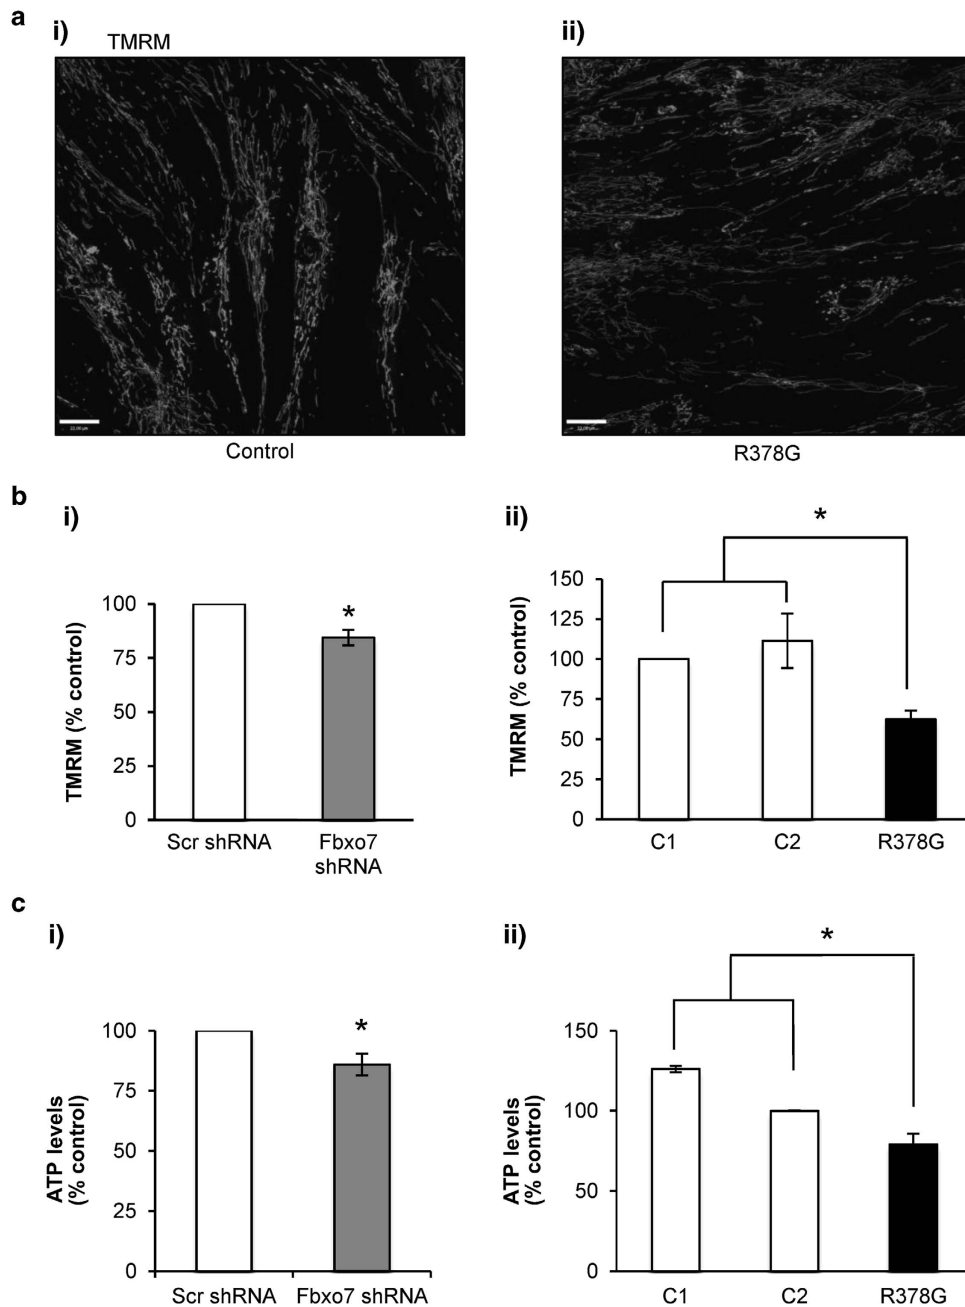 a
i)
TMRM
ii)
Control
R378G
b
i)
TMRM (% control)
100
75
50
25
0
*
Scr shRNA
Fbxo7
shRNA
ii)
TMRM (% control)
150
125
100
75
50
25
0
*
C1
C2
R378G
c
i)
ATP levels
(% control)
100
75
50
25
0
*
Scr shRNA
Fbxo7 shRNA
ii)
ATP levels
(% control)
150
100
50
0
*
C1
C2
R378G